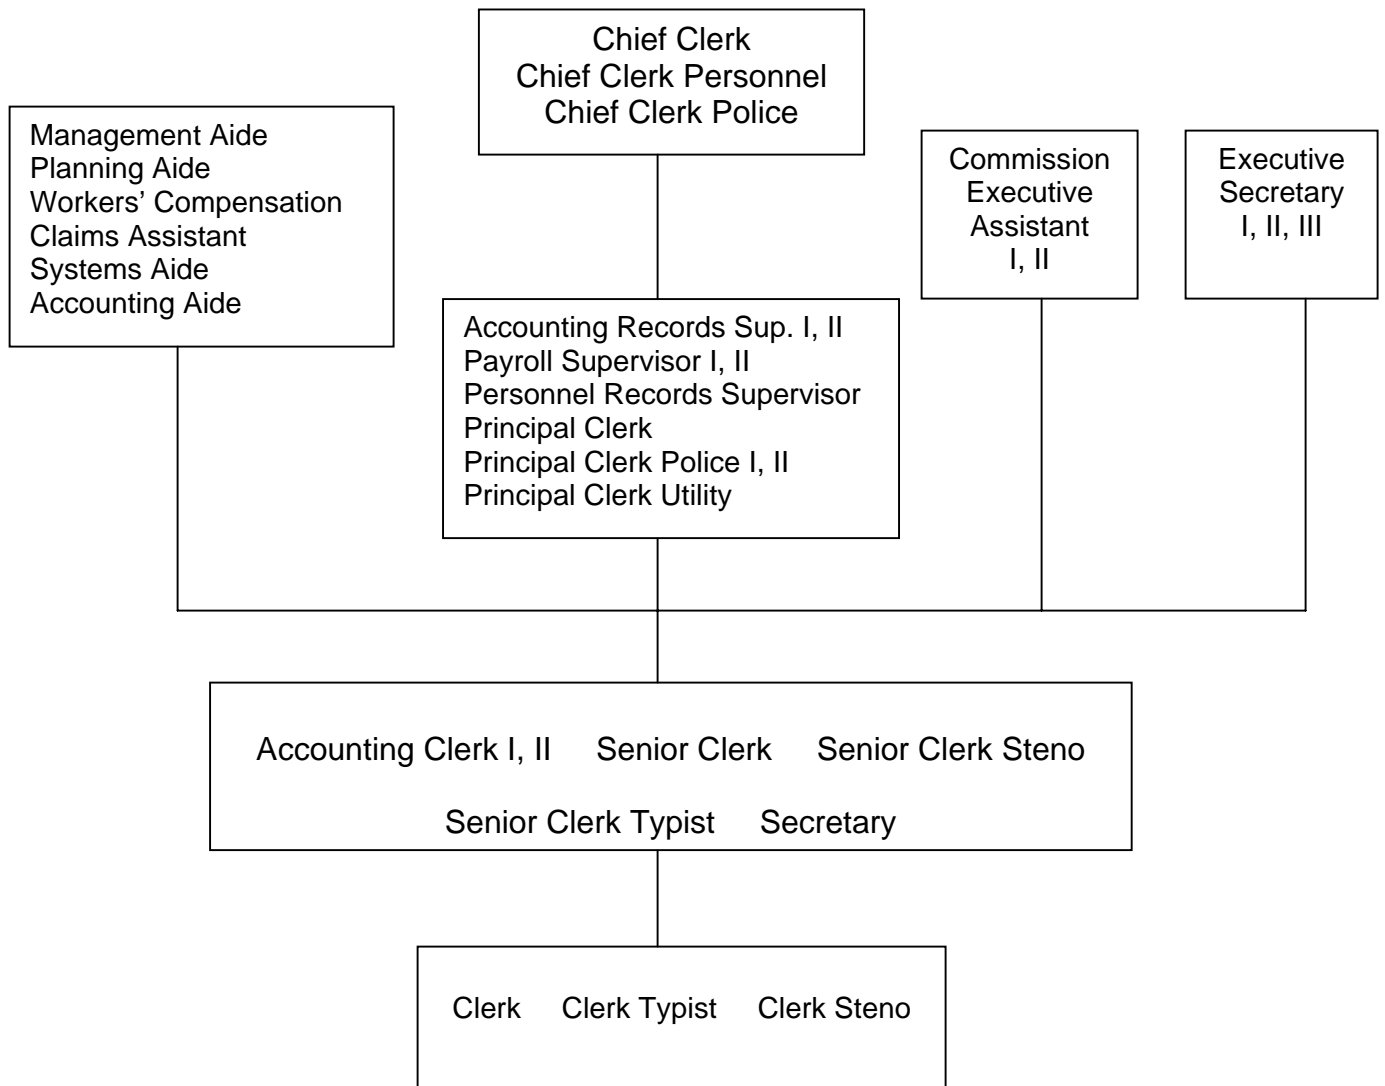 Chief Clerk
Chief Clerk Personnel
Chief Clerk Police
Management Aide
Planning Aide
Workers’ Compensation
Claims Assistant
Systems Aide
Accounting Aide
Commission
Executive
Assistant
I, II
Executive
Secretary
I, II, III
Accounting Records Sup. I, II
Payroll Supervisor I, II
Personnel Records Supervisor
Principal Clerk
Principal Clerk Police I, II
Principal Clerk Utility
Accounting Clerk I, II Senior Clerk Senior Clerk Steno
Senior Clerk Typist Secretary
Clerk Clerk Typist Clerk Steno